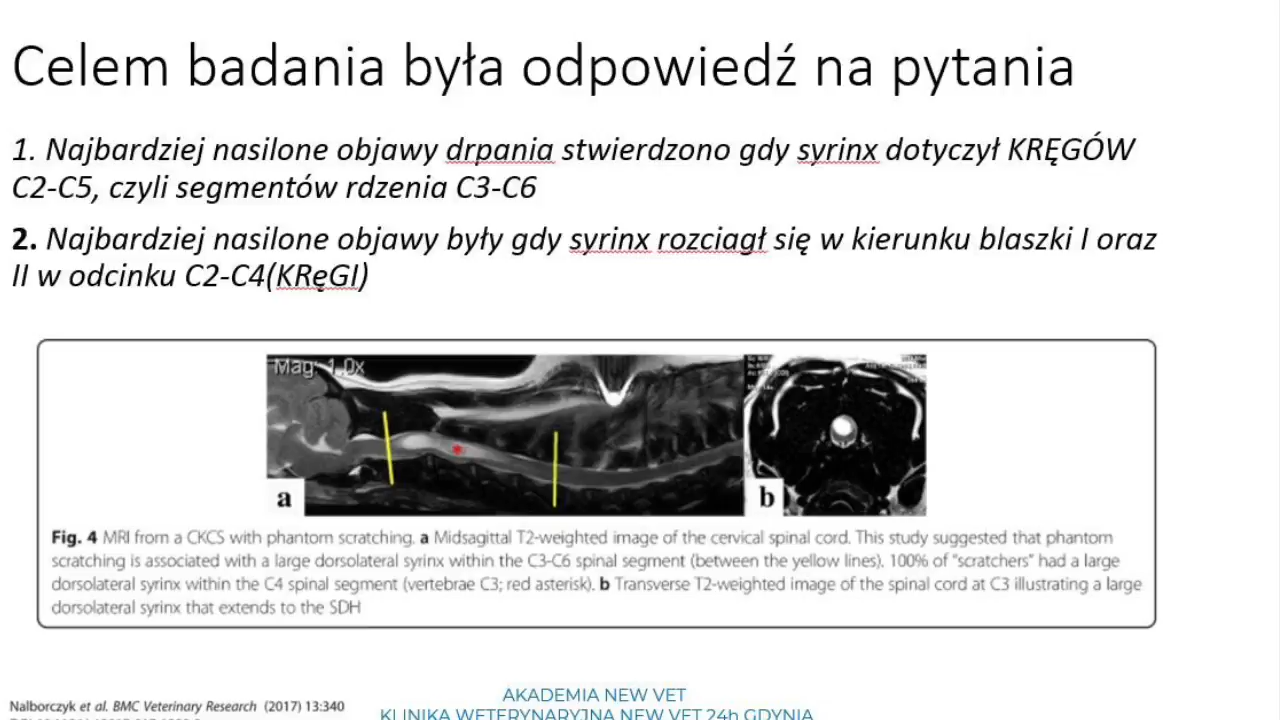 Celem badania była odpowiedź na pytania
1. Najbardziej nasilone objawy drpania stwierdzono gdy syrinx dotyczył KRĘGÓW
C2-C5, czyli segmentów rdzenia C3-C6
2. Najbardziej nasilone objawy były gdy syrinx rozciągł się w kierunku blaszki I oraz
II w odcinku C2-C4(KRęGI)
Mag: 1.0x
a
b
Fig. 4 MRI from a CKCS with phantom scratching. a Midsagittal T2-weighted image of the cervical spinal cord. This study suggested that phantom
scratching is associated with a large dorsolateral syrinx within the C3-C6 spinal segment (between the yellow lines). 100% of "scratchers" had a large
dorsolateral syrinx within the C4 spinal segment (vertebrae C3; red asterisk). b Transverse T2-weighted image of the spinal cord at C3 illustrating a large
dorsolateral syrinx that extends to the SDH
AKADEMIA NEW VET
Nalborczyk et al. BMC Veterinary Research (2017) 13:340
KLINIKA WETERYNARYJNA NEW VET 24h GDYNIA